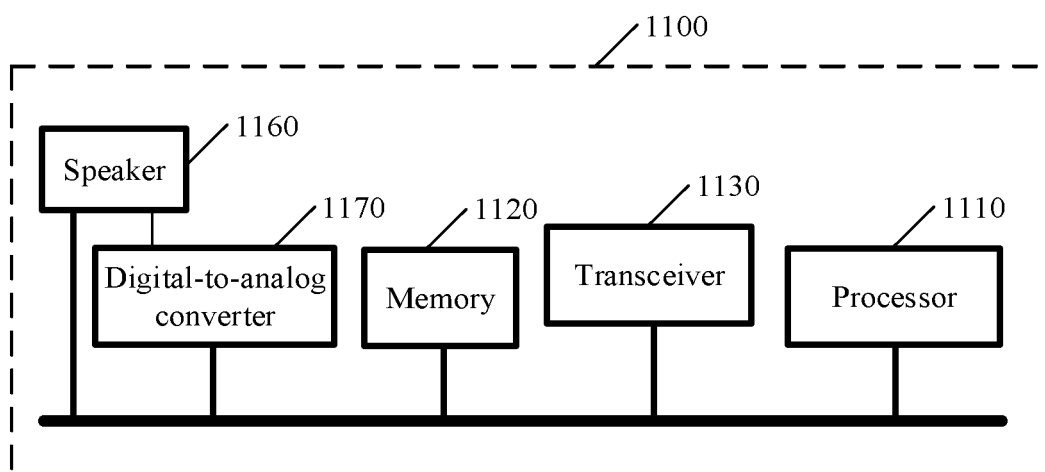 1100
1160
Speaker
1170
1120
1130
1110
Digital-to-analog
converter
Memory
Transceiver
Processor